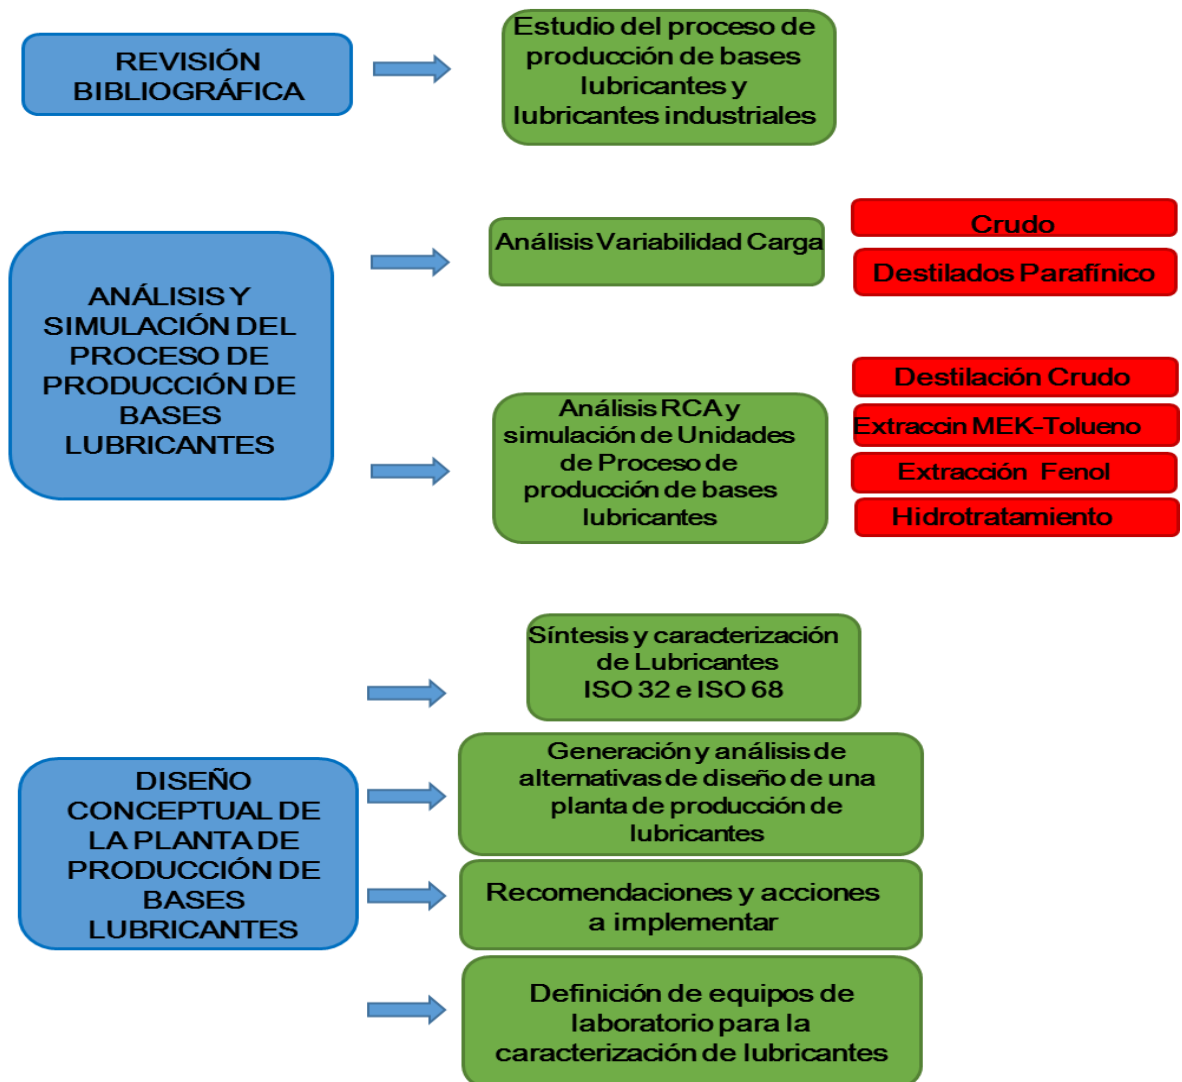 REVISIÓN
BIBLIOGRÁFICA
Estudio del proceso de
producción de bases
lubricantes y
lubricantes industriales
ANÁLISIS Y
SIMULACIÓN DEL
PROCESO DE
PRODUCCIÓN DE
BASES
LUBRICANTES
Análisis Variabilidad Carga
Crudo
Destilados Parafínico
Análisis RCA y
simulación de Unidades
de Proceso de
producción de bases
lubricantes
Destilación Crudo
Extraccin MEK-Tolueno
Extracción Fenol
Hidrotratamiento
DISEÑO
CONCEPTUAL DE
LA PLANTA DE
PRODUCCIÓN DE
BASES
LUBRICANTES
Síntesis y caracterización
de Lubricantes
ISO 32 e ISO 68
Generación y análisis de
alternativas de diseño de una
planta de producción de
lubricantes
Recomendaciones y acciones
a implementar
Definición de equipos de
laboratorio para la
caracterización de lubricantes